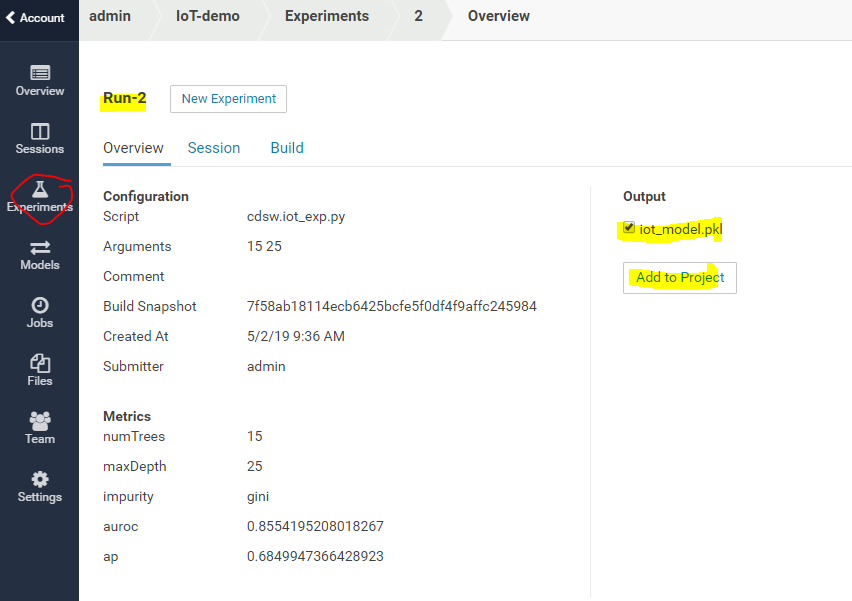 Account
admin
IoT-demo
Experiments
2
Overview
Overview
Sessions
Experiments
Models
Jobs
Files
Team
Settings
Run-2
New Experiment
Overview
Session
Build
Configuration
Script cdsw.iot_exp.py
Arguments 15 25
Comment
Build Snapshot 7f58ab18114ecb6425bcfe5f0df4f9affc245984
Created At 5/2/19 9:36 AM
Submitter admin
Metrics
numTrees 15
maxDepth 25
impurity gini
auroc 0.8554195208018267
ap 0.6849947366428923
Output
iot_model.pkl
Add to Project